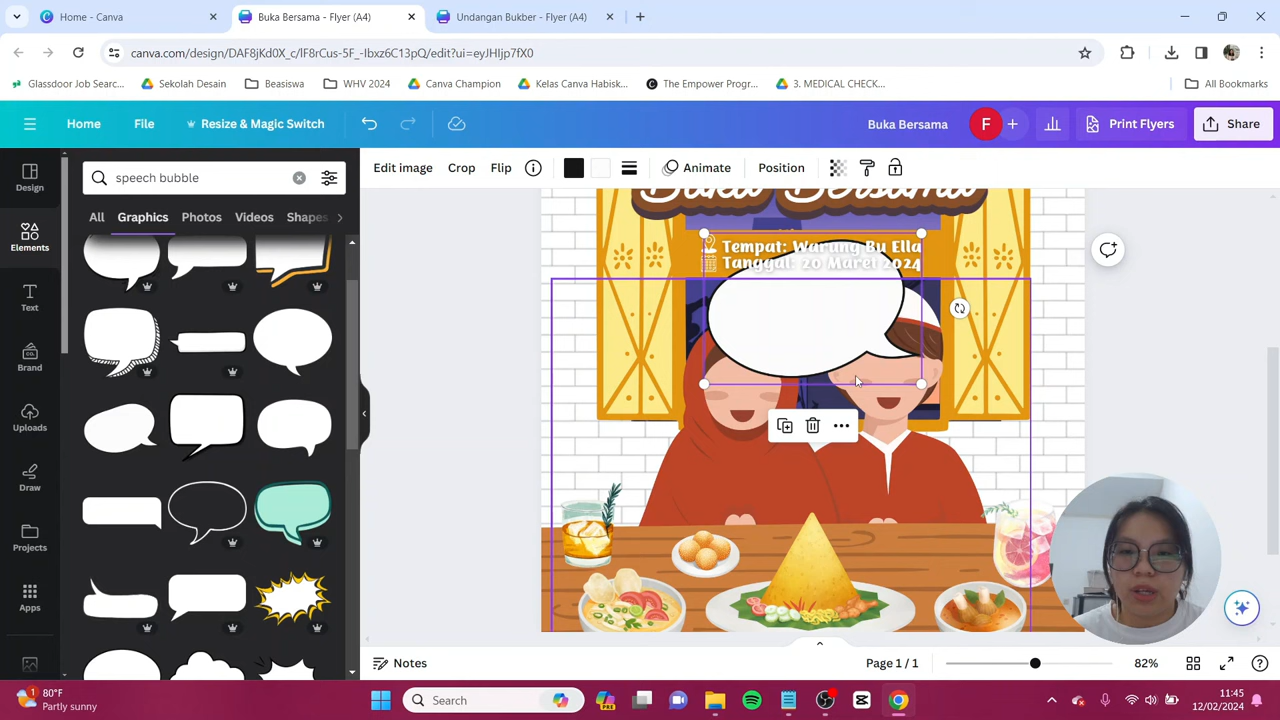 Home - Canva
Buka Bersama - Flyer (A4)
Undangan Bukber - Flyer (A4)
canva.com/design/DAF8jKd0X_c/lF8rCus-5F_-Ibxz6C13pQ/edit?ui=eyJHIjp7fX0
Glassdoor Job Searc...
Sekolah Desain
Beasiswa
WHV 2024
Canva Champion
Kelas Canva Habisk...
The Empower Progr...
3. MEDICAL CHECK...
All Bookmarks
Home
File
Resize & Magic Switch
Buka Bersama
F
Print Flyers
Share
Design
Elements
Text
Brand
Uploads
Draw
Projects
Apps
speech bubble
All
Graphics
Photos
Videos
Shapes
Edit image
Crop
Flip
Animate
Position
Buka Bersama
Tempat: Warung Bu Ella
Tanggal: 20 Maret 2024
Notes
Page 1 / 1
82%
1
80°F
Partly sunny
Search
PRE
11:45
12/02/2024